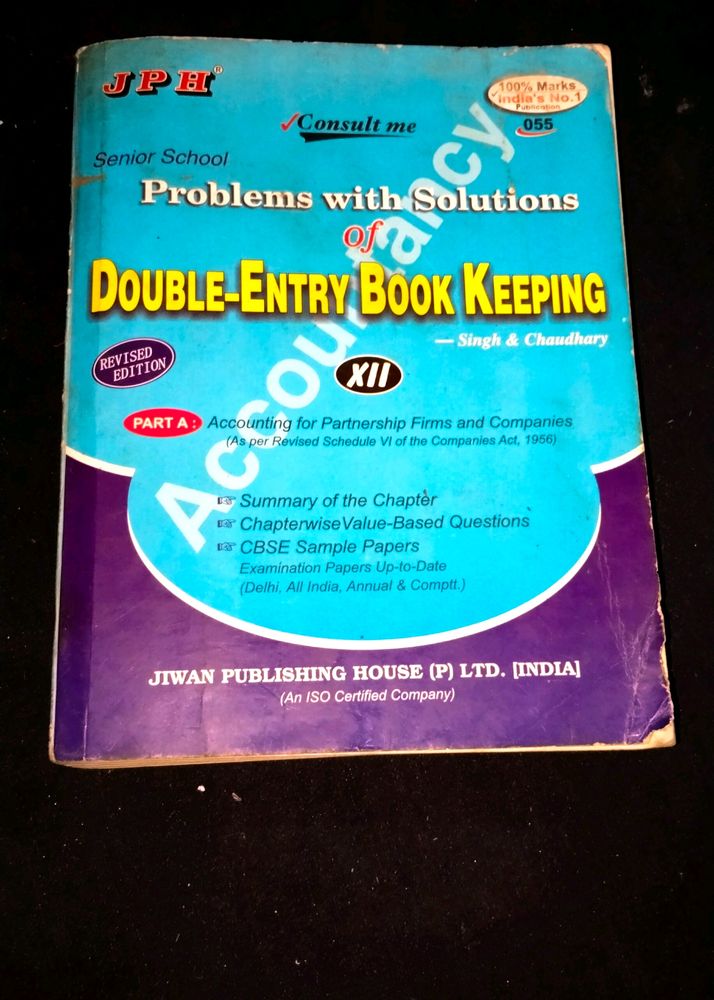 JPH®
100% Marks
India's No.1
Publication
055
Consult me
Senior School
Problems with Solutions
of
DOUBLE-ENTRY BOOK KEEPING
— Singh & Chaudhary
REVISED
EDITION
XII
Accountancy
PART A : Accounting for Partnership Firms and Companies
(As per Revised Schedule VI of the Companies Act, 1956)
Summary of the Chapter
ChapterwiseValue-Based Questions
CBSE Sample Papers
Examination Papers Up-to-Date
(Delhi, All India, Annual & Comptt.)
JIWAN PUBLISHING HOUSE (P) LTD. [INDIA]
(An ISO Certified Company)